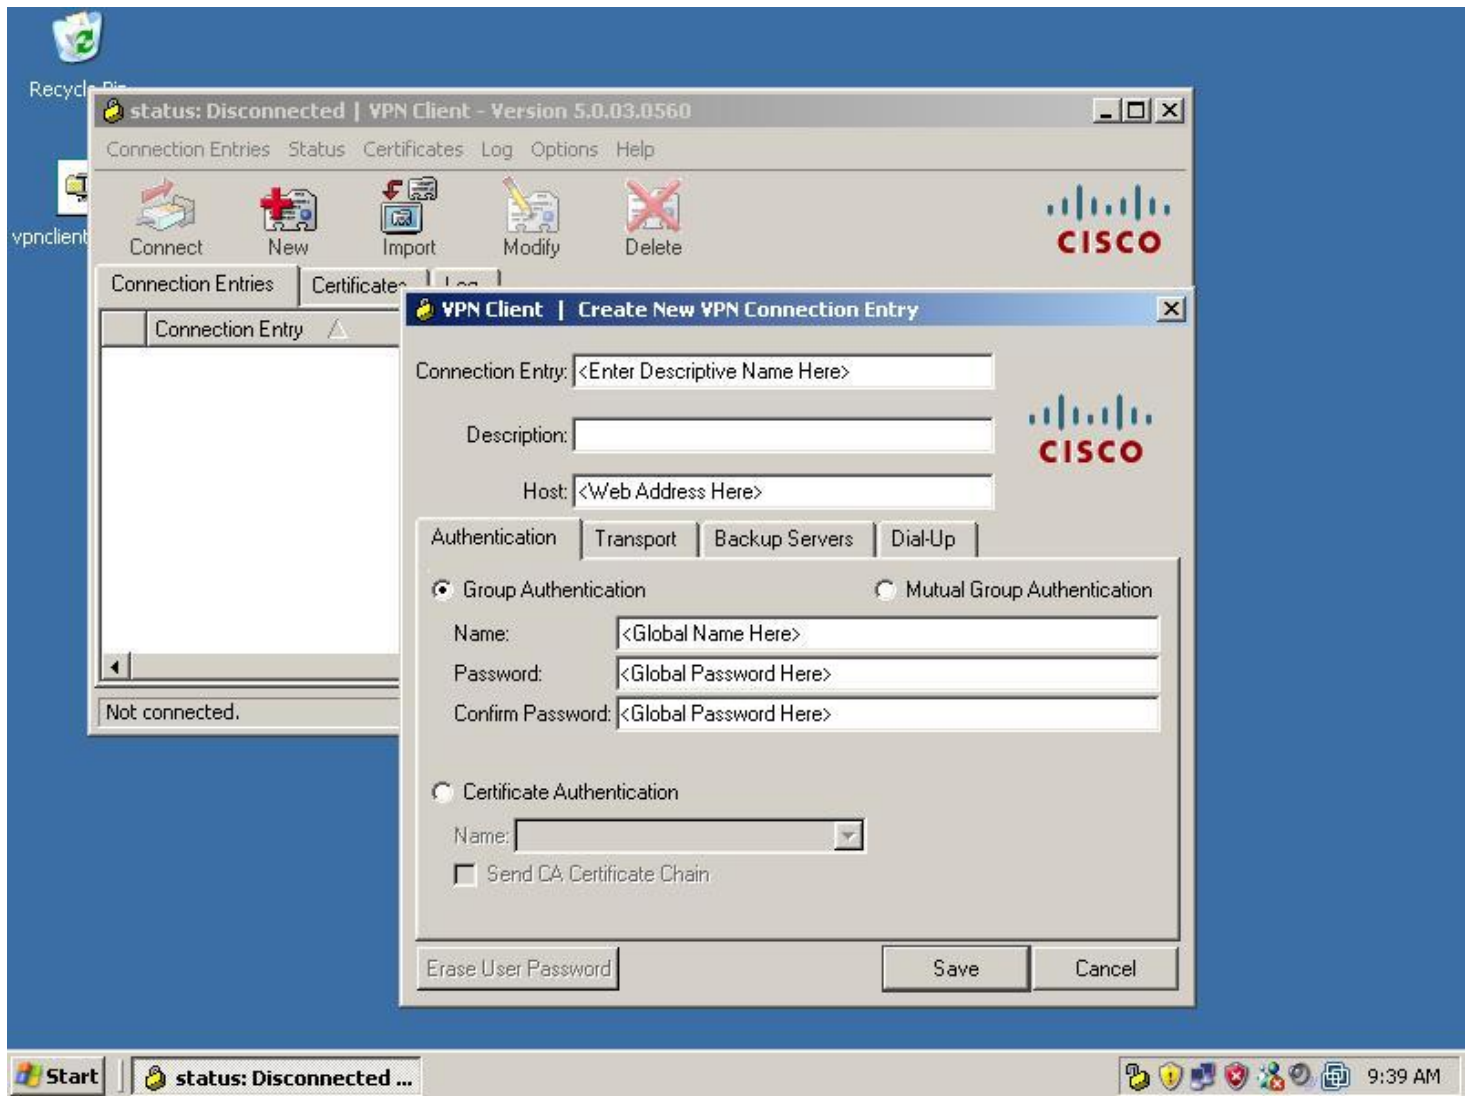 Recycle Bin
status: Disconnected | VPN Client - Version 5.0.03.0560
Connection Entries Status Certificates Log Options Help
vpnclient
Connect New Import Modify Delete
CISCO
Connection Entries Certificates Log
Connection Entry
Not connected.
VPN Client | Create New VPN Connection Entry
Connection Entry: <Enter Descriptive Name Here>
Description:
CISCO
Host: <Web Address Here>
Authentication Transport Backup Servers Dial-Up
Group Authentication Mutual Group Authentication
Name: <Global Name Here>
Password: <Global Password Here>
Confirm Password: <Global Password Here>
Certificate Authentication
Name:
Send CA Certificate Chain
Erase User Password Save Cancel
Start status: Disconnected ... 9:39 AM